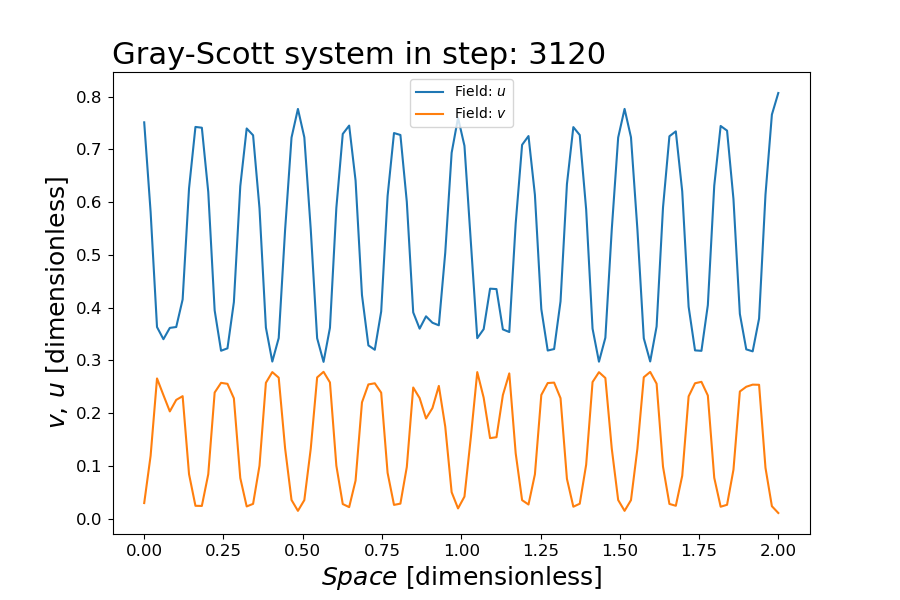 Gray-Scott system in step: 3120
Field: u
Field: v
v, u [dimensionless]
0.8
0.7
0.6
0.5
0.4
0.3
0.2
0.1
0.0
0.00 0.25 0.50 0.75 1.00 1.25 1.50 1.75 2.00
Space [dimensionless]